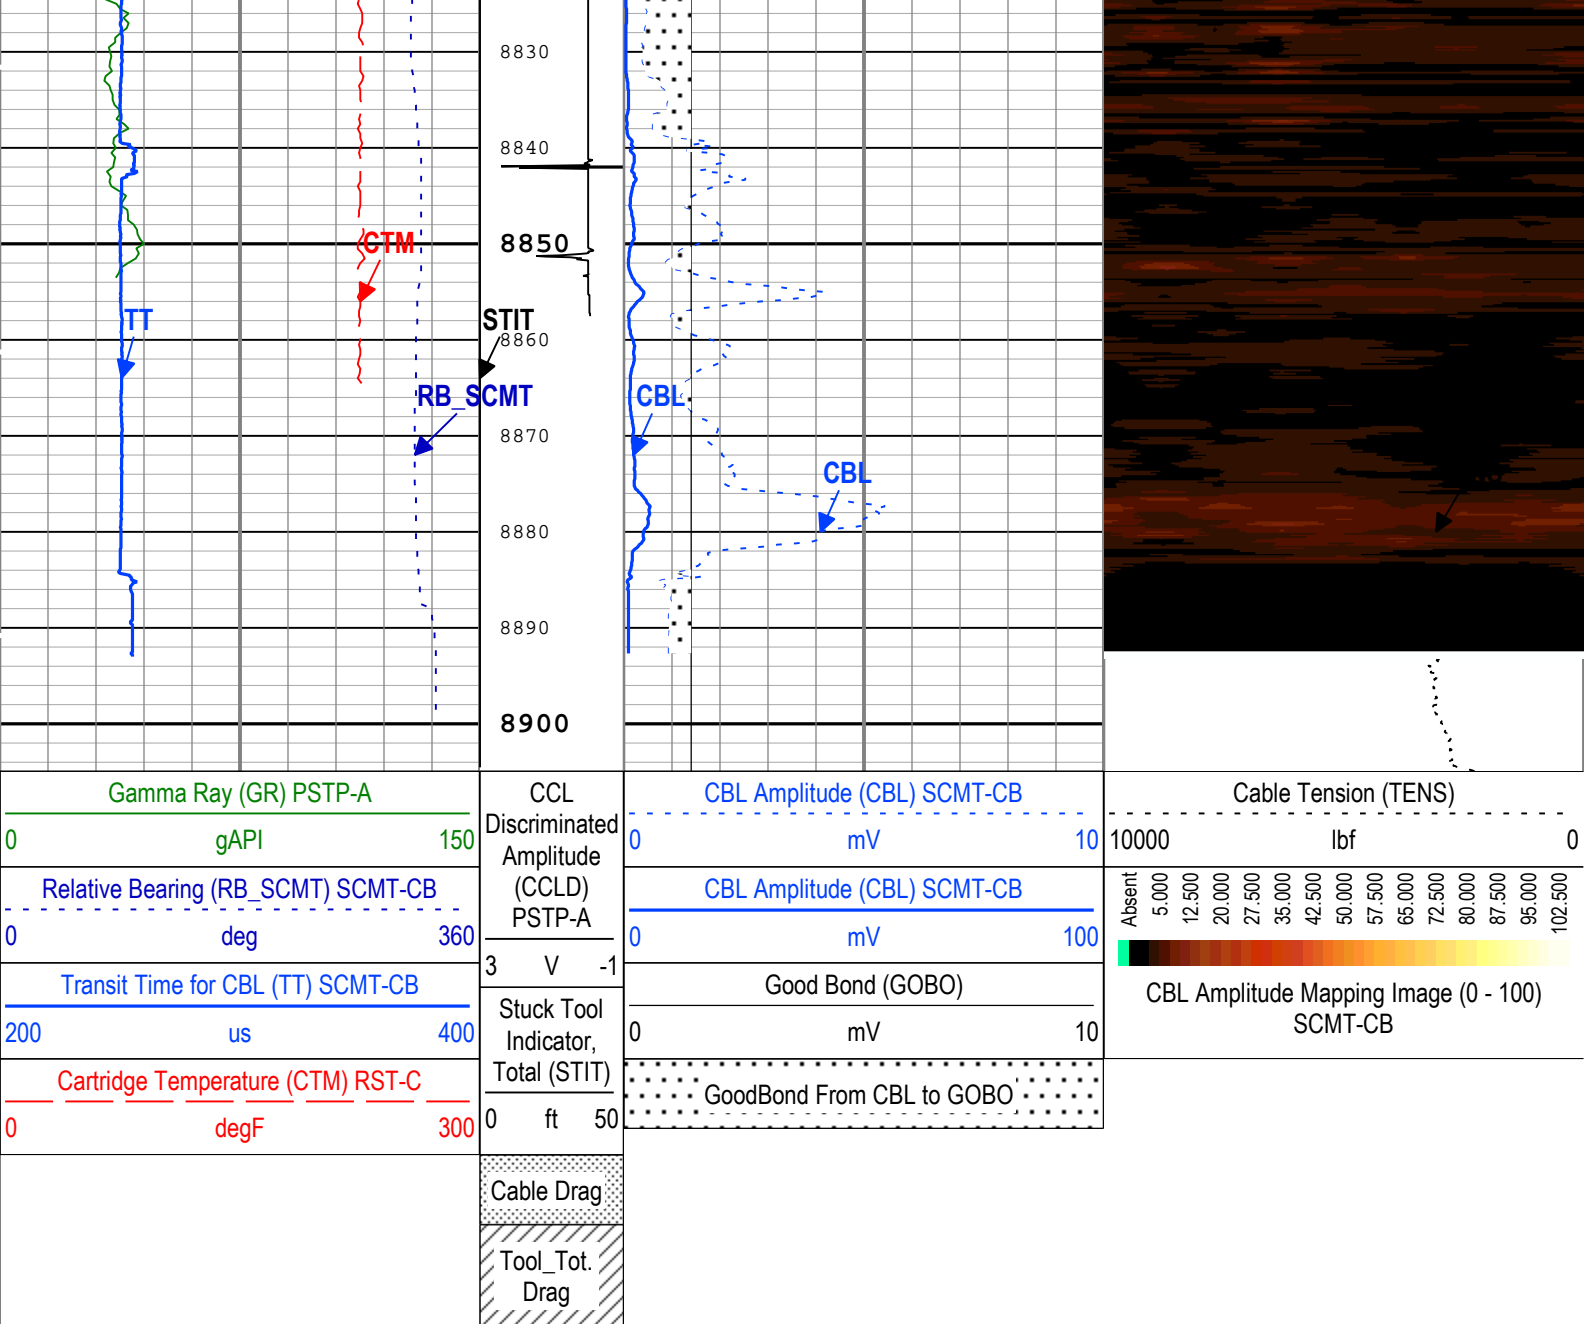 8830
8840
8850
CTM
TT
STIT
8860
RB_SCMT
CBL
8870
CBL
8880
8890
8900
Gamma Ray (GR) PSTP-A
0 gAPI 150
Relative Bearing (RB_SCMT) SCMT-CB
0 deg 360
Transit Time for CBL (TT) SCMT-CB
200 us 400
Cartridge Temperature (CTM) RST-C
0 degF 300
CCL
Discriminated
Amplitude
(CCLD)
PSTP-A
3 V -1
Stuck Tool
Indicator,
Total (STIT)
0 ft 50
Cable Drag
Tool_Tot.
Drag
CBL Amplitude (CBL) SCMT-CB
0 mV 10
CBL Amplitude (CBL) SCMT-CB
0 mV 100
Good Bond (GOBO)
0 mV 10
GoodBond From CBL to GOBO
Cable Tension (TENS)
10000 lbf 0
Absent
5.000
12.500
20.000
27.500
35.000
42.500
50.000
57.500
65.000
72.500
80.000
87.500
95.000
102.500
CBL Amplitude Mapping Image (0 - 100)
SCMT-CB